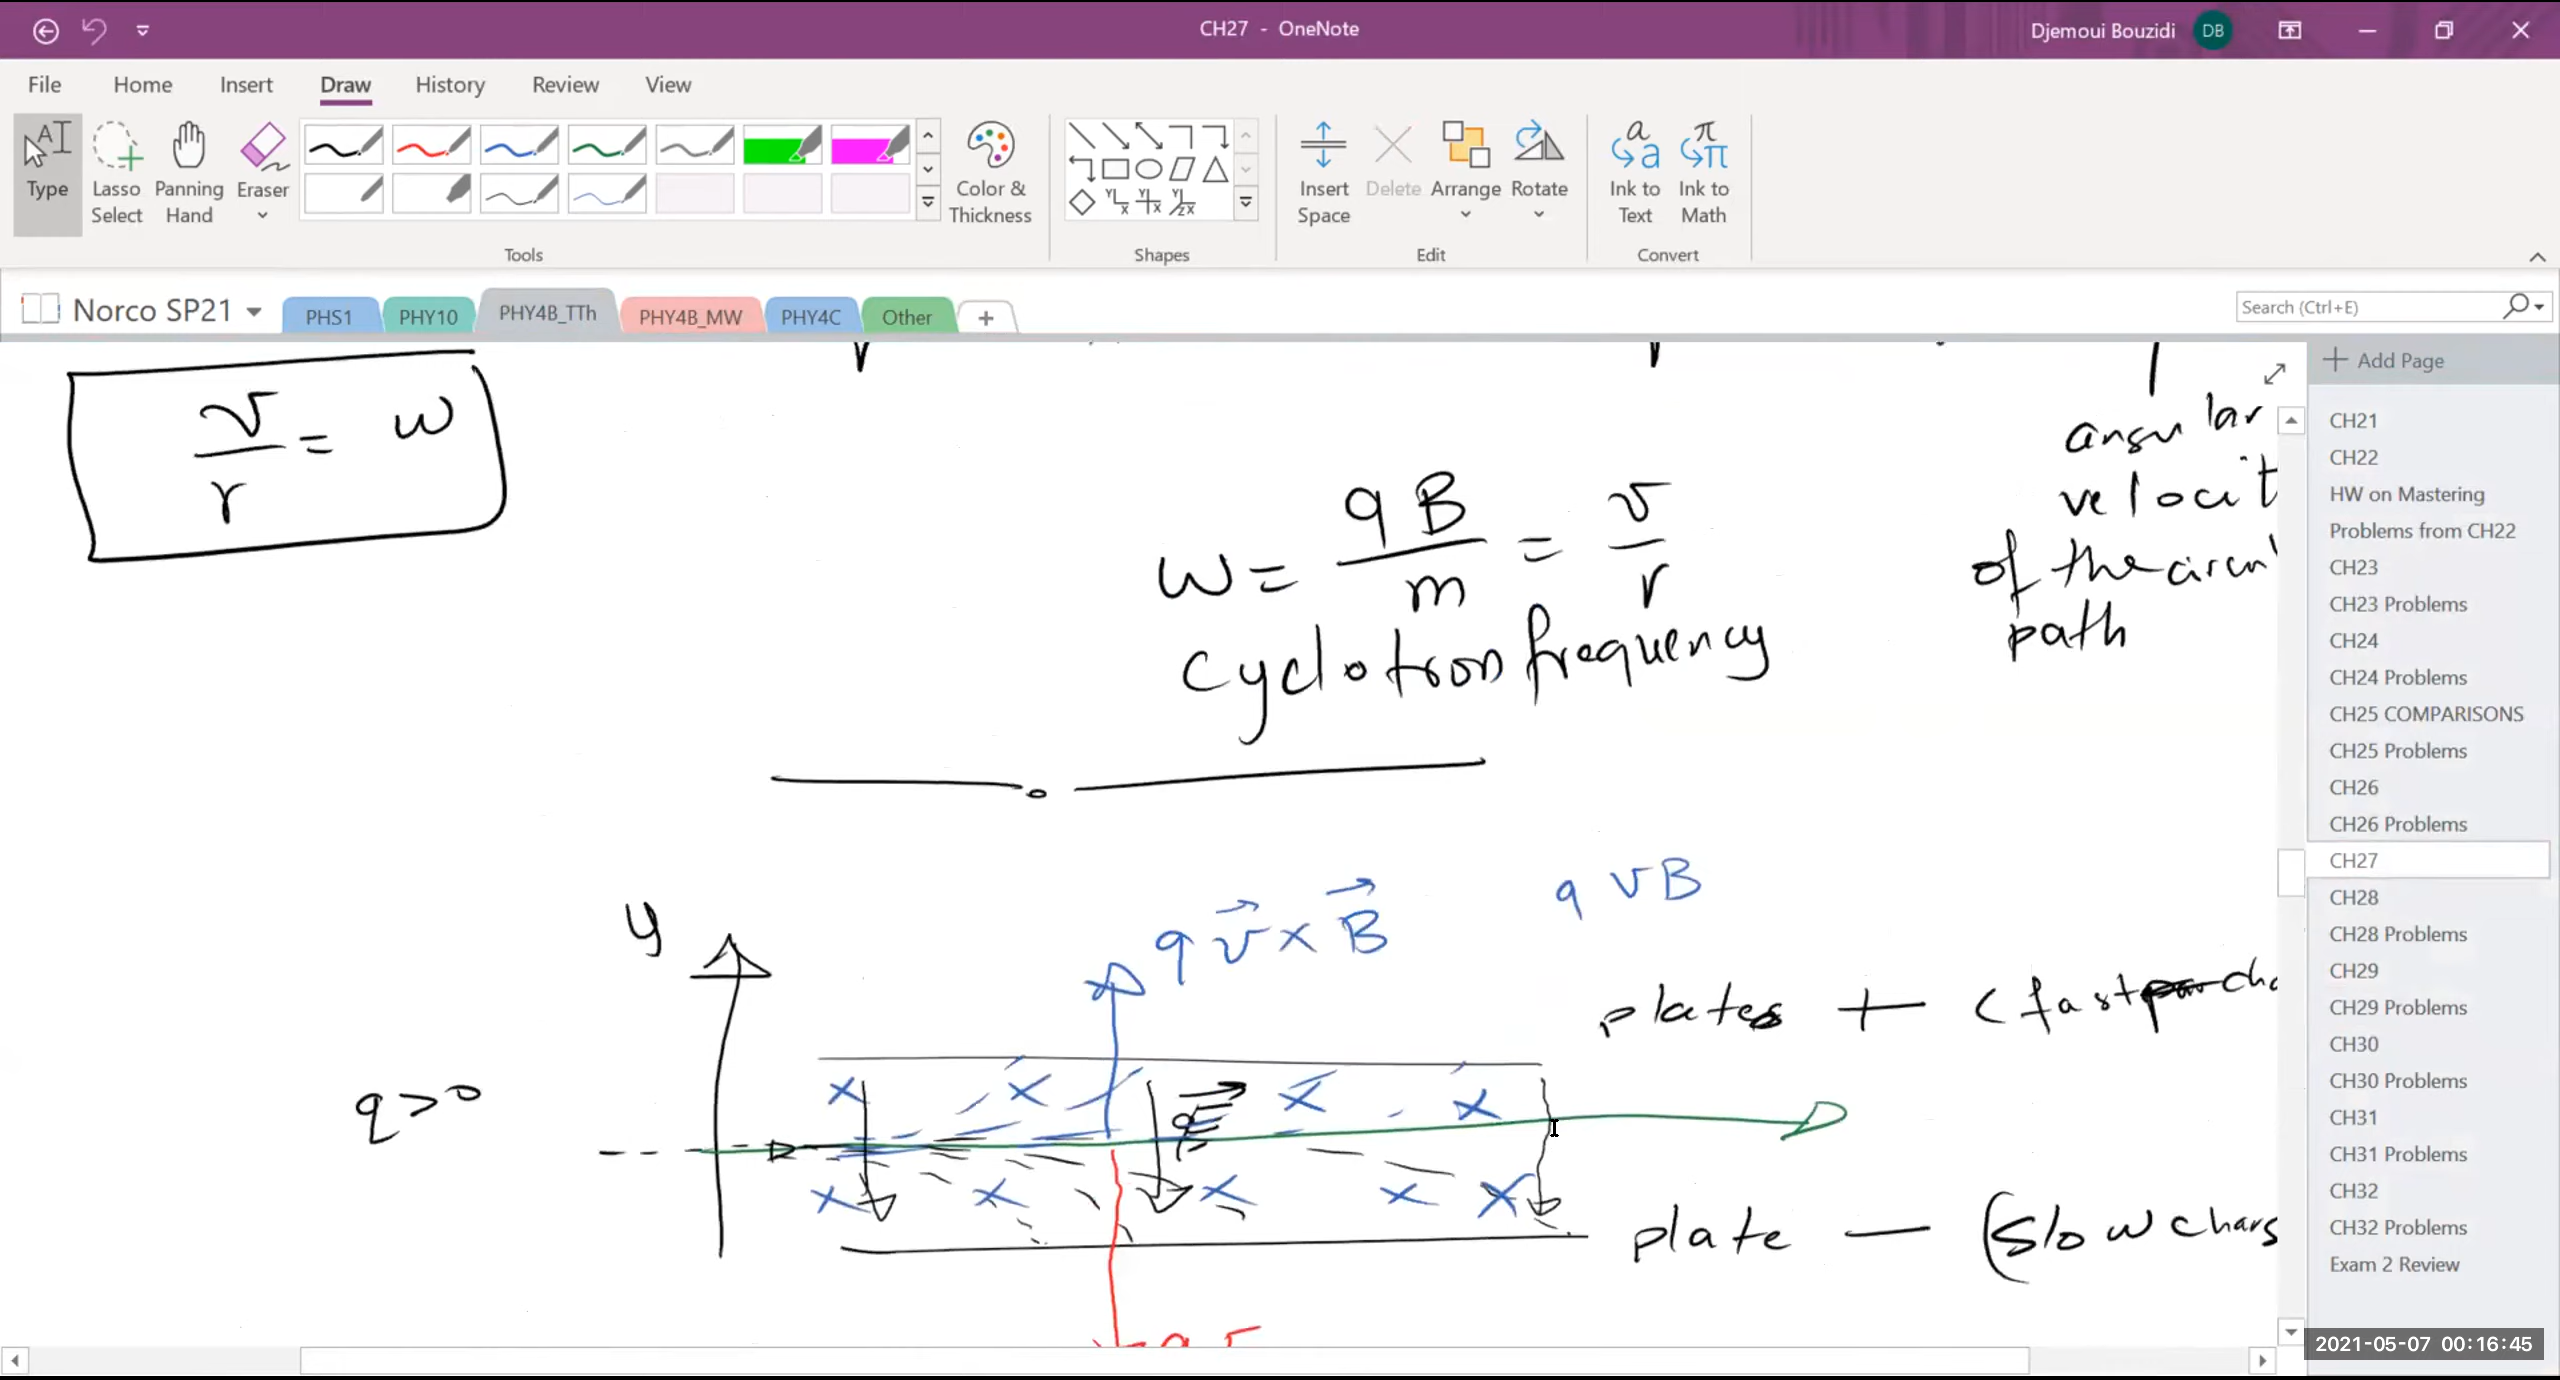 CH27 - OneNote
Djemoui Bouzidi DB
File Home Insert Draw History Review View
Type
Lasso Select
Panning Hand
Eraser
Color & Thickness
Insert Space
Delete
Arrange
Rotate
Ink to Text
Ink to Math
Tools Shapes Edit Convert
Norco SP21 PHS1 PHY10 PHY4B_TTh PHY4B_MW PHY4C Other +
Search (Ctrl+E)
v/r = w
angular
velocit
of the circu
path
w = qB/m = v/r
cyclotron frequency
y
q v⃗ x B⃗
q v B
plates + (fast cha
q > 0
E
plate — (slow charg
Add Page
CH21
CH22
HW on Mastering
Problems from CH22
CH23
CH23 Problems
CH24
CH24 Problems
CH25 COMPARISONS
CH25 Problems
CH26
CH26 Problems
CH27
CH28
CH28 Problems
CH29
CH29 Problems
CH30
CH30 Problems
CH31
CH31 Problems
CH32
CH32 Problems
Exam 2 Review
2021-05-07 00:16:45